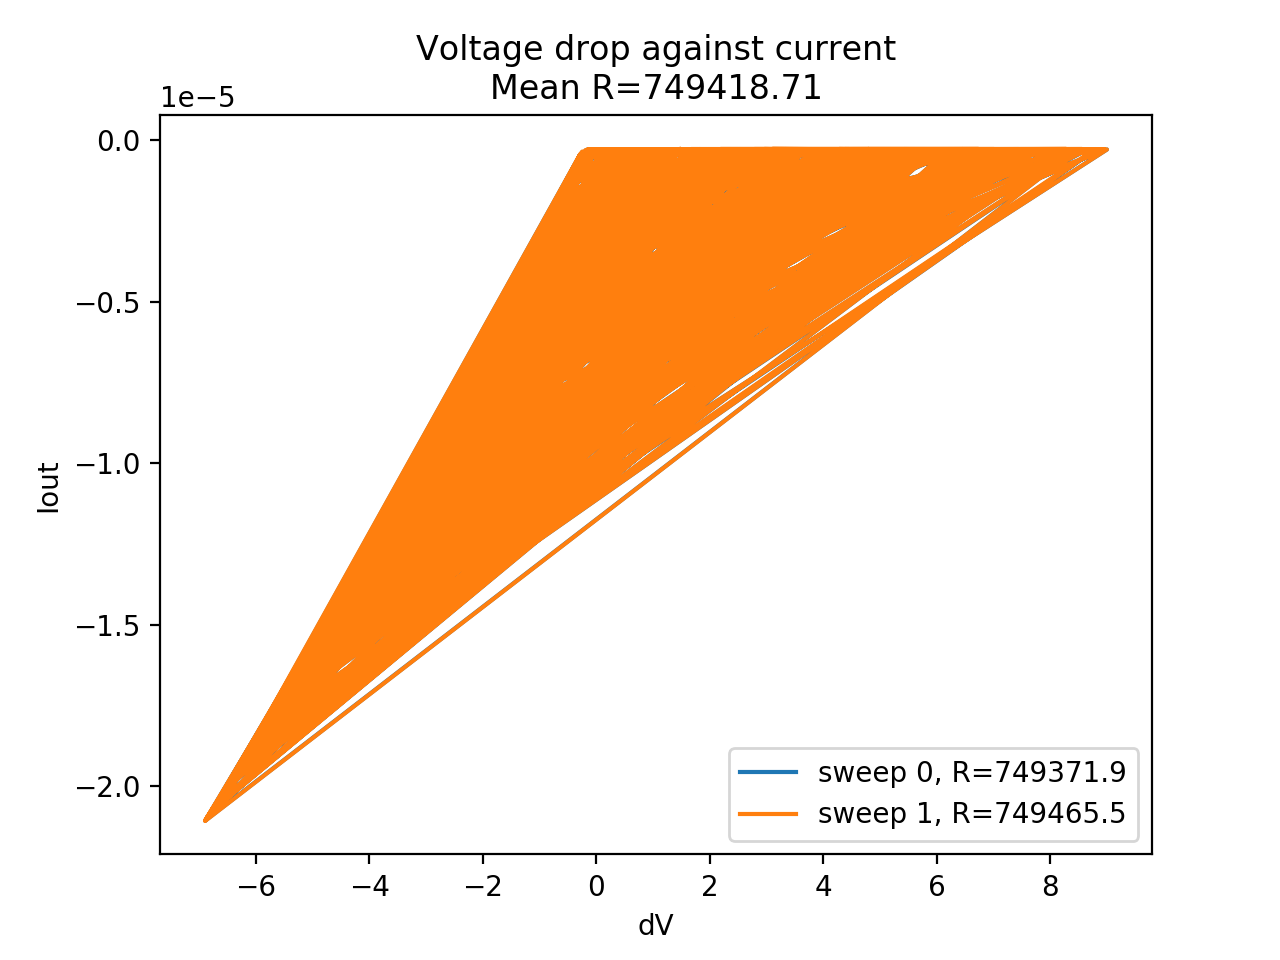 Voltage drop against current
Mean R=749418.71
1e−5
0.0
−0.5
−1.0
−1.5
−2.0
Iout
−6
−4
−2
0
2
4
6
8
dV
sweep 0, R=749371.9
sweep 1, R=749465.5